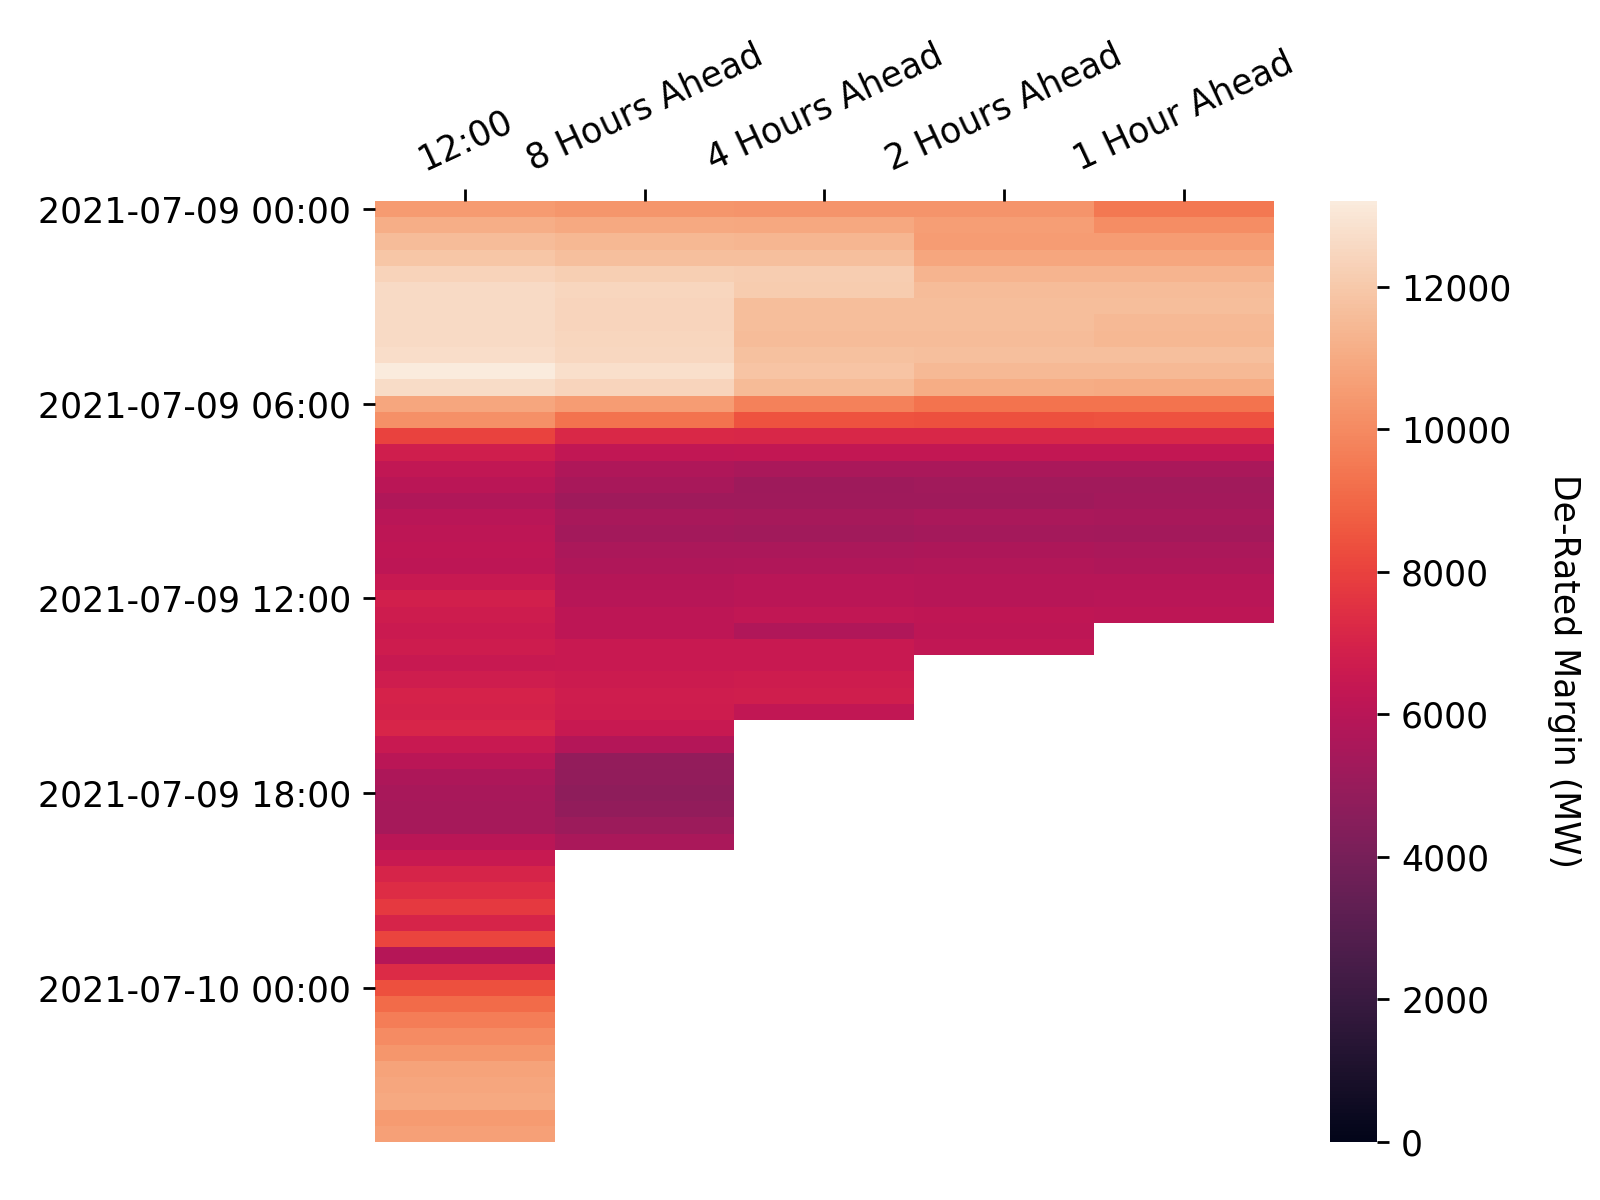 12:00
8 Hours Ahead
4 Hours Ahead
2 Hours Ahead
1 Hour Ahead
2021-07-09 00:00
2021-07-09 06:00
2021-07-09 12:00
2021-07-09 18:00
2021-07-10 00:00
12000
10000
8000
6000
4000
2000
0
De-Rated Margin (MW)